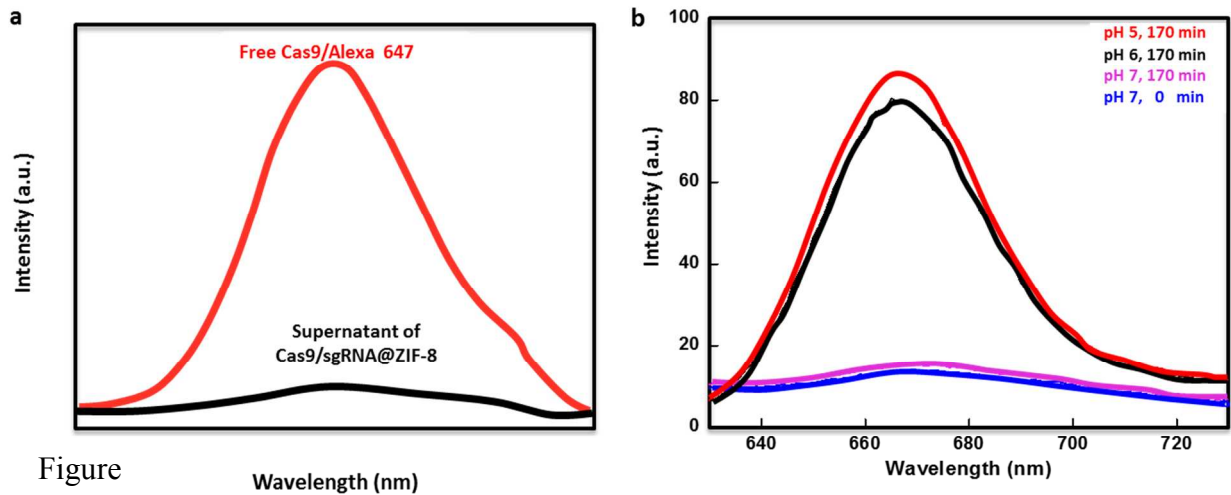 a
Free Cas9/Alexa 647
Intensity (a.u.)
Supernatant of
Cas9/sgRNA@ZIF-8
Wavelength (nm)
Figure
b
100
80
60
40
20
0
Intensity (a.u.)
pH 5, 170 min
pH 6, 170 min
pH 7, 170 min
pH 7, 0 min
640 660 680 700 720
Wavelength (nm)